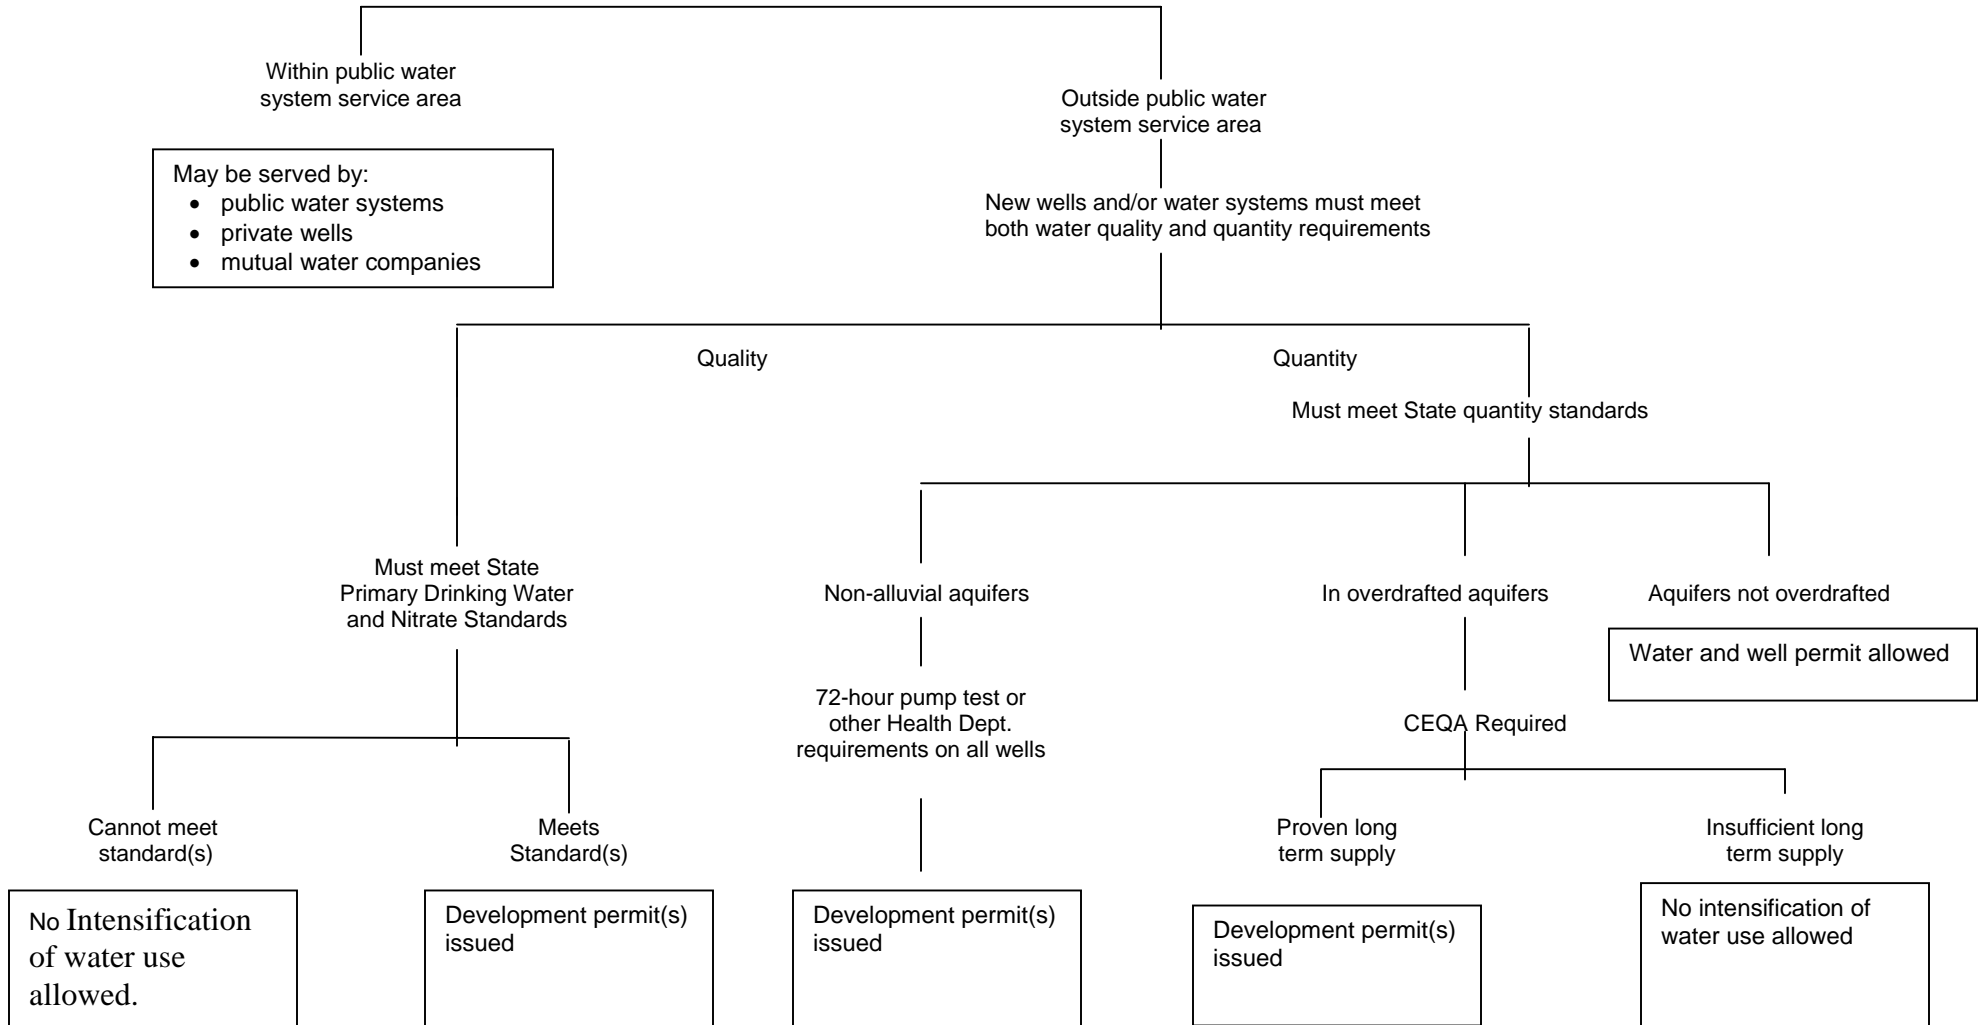 Within public water
system service area
Outside public water
system service area
May be served by:
• public water systems
• private wells
• mutual water companies
New wells and/or water systems must meet
both water quality and quantity requirements
Quality
Quantity
Must meet State quantity standards
Must meet State
Primary Drinking Water
and Nitrate Standards
Non-alluvial aquifers
In overdrafted aquifers
Aquifers not overdrafted
Water and well permit allowed
72-hour pump test or
other Health Dept.
requirements on all wells
CEQA Required
Cannot meet
standard(s)
Meets
Standard(s)
Proven long
term supply
Insufficient long
term supply
No Intensification
of water use
allowed.
Development permit(s)
issued
Development permit(s)
issued
Development permit(s)
issued
No intensification of
water use allowed